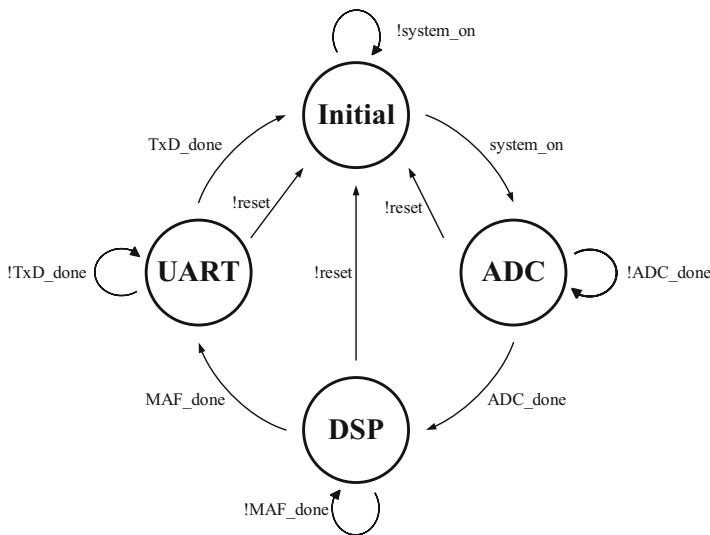 !system_on
Initial
TxD_done
system_on
!reset
!reset
UART
!reset
ADC
!TxD_done
!ADC_done
MAF_done
ADC_done
DSP
!MAF_done